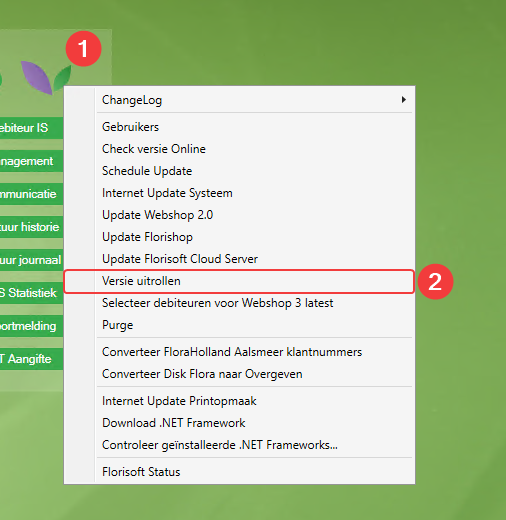 1
ChangeLog
ebiteur IS
Gebruikers
Check versie Online
nagement
Schedule Update
mmunicatie
Internet Update Systeem
Update Webshop 2.0
tuur historie
Update Florishop
uur journaal
Update Florisoft Cloud Server
Versie uitrollen
2
S Statistiek
Selecteer debiteuren voor Webshop 3 latest
oortmelding
Purge
T Aangifte
Converteer FloraHolland Aalsmeer klantnummers
Converteer Disk Flora naar Overgeven
Internet Update Printopmaak
Download .NET Framework
Controleer geïnstalleerde .NET Frameworks...
Florisoft Status